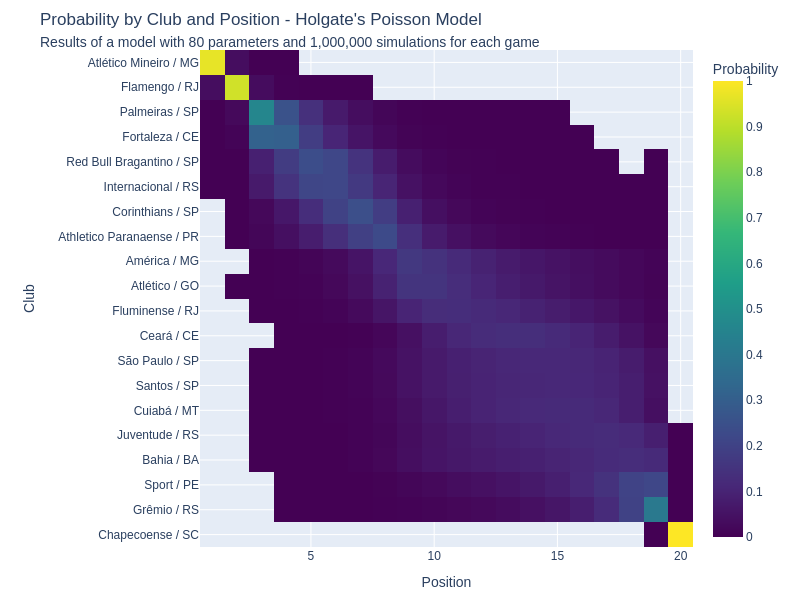 Probability by Club and Position - Holgate's Poisson Model
Results of a model with 80 parameters and 1,000,000 simulations for each game
Probability
Club
Atlético Mineiro / MG
Flamengo / RJ
Palmeiras / SP
Fortaleza / CE
Red Bull Bragantino / SP
Internacional / RS
Corinthians / SP
Athletico Paranaense / PR
América / MG
Atlético / GO
Fluminense / RJ
Ceará / CE
São Paulo / SP
Santos / SP
Cuiabá / MT
Juventude / RS
Bahia / BA
Sport / PE
Grêmio / RS
Chapecoense / SC
5
10
15
20
Position
1
0.9
0.8
0.7
0.6
0.5
0.4
0.3
0.2
0.1
0